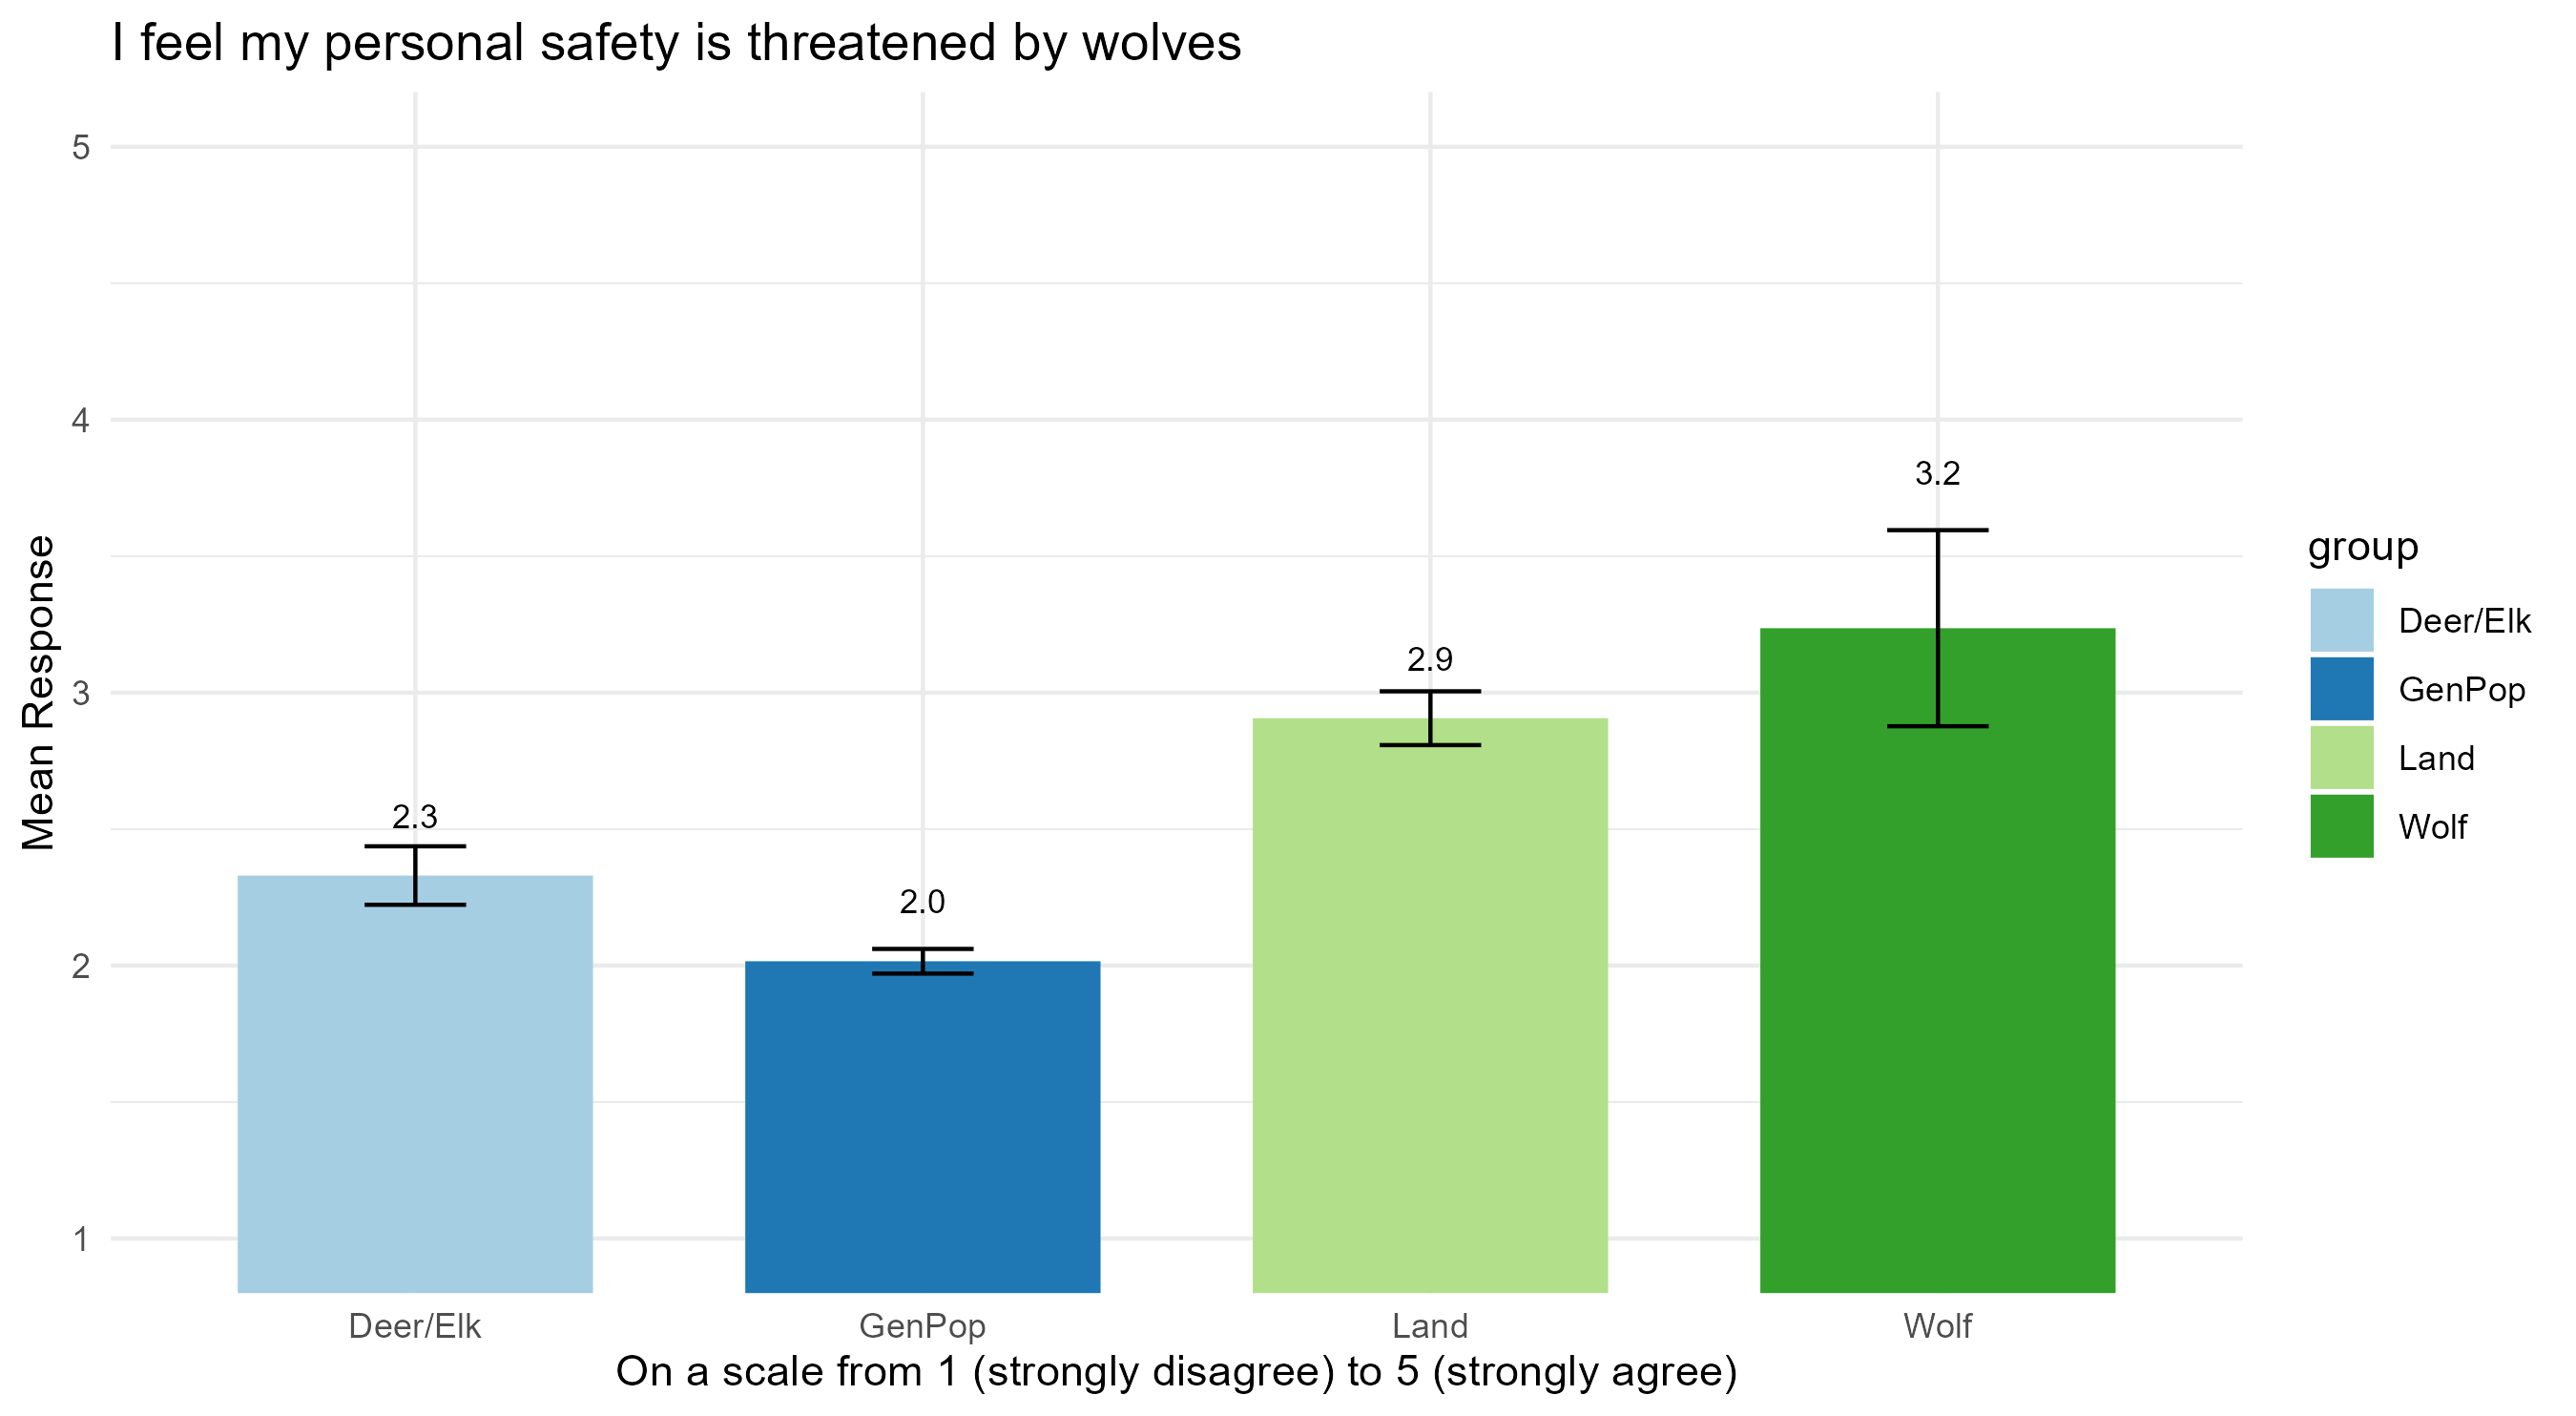 I feel my personal safety is threatened by wolves
5
4
3
2
1
Mean Response
2.3
2.0
2.9
3.2
Deer/Elk
GenPop
Land
Wolf
On a scale from 1 (strongly disagree) to 5 (strongly agree)
group
Deer/Elk
GenPop
Land
Wolf